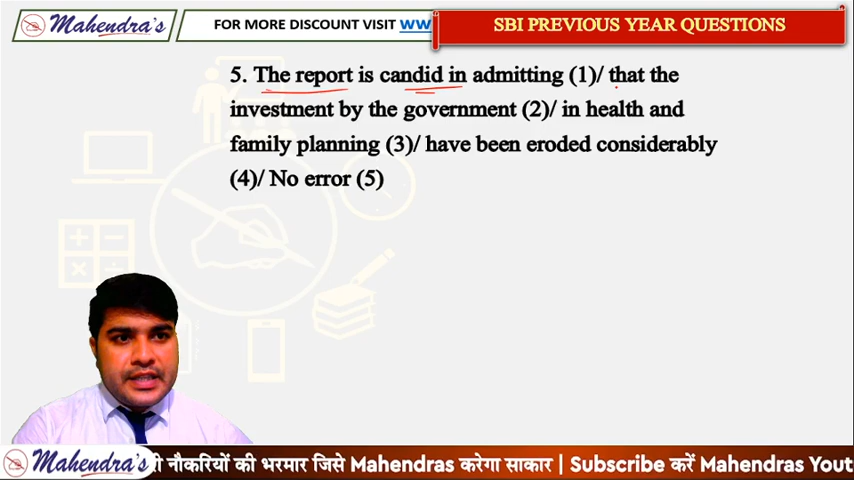 Mahendra's
FOR MORE DISCOUNT VISIT WW
SBI PREVIOUS YEAR QUESTIONS
5. The report is candid in admitting (1)/ that the
investment by the government (2)/ in health and
family planning (3)/ have been eroded considerably
(4)/ No error (5)
Mahendra's नौकरियों की भरमार जिसे Mahendras करेगा साकार | Subscribe करें Mahendras Yout